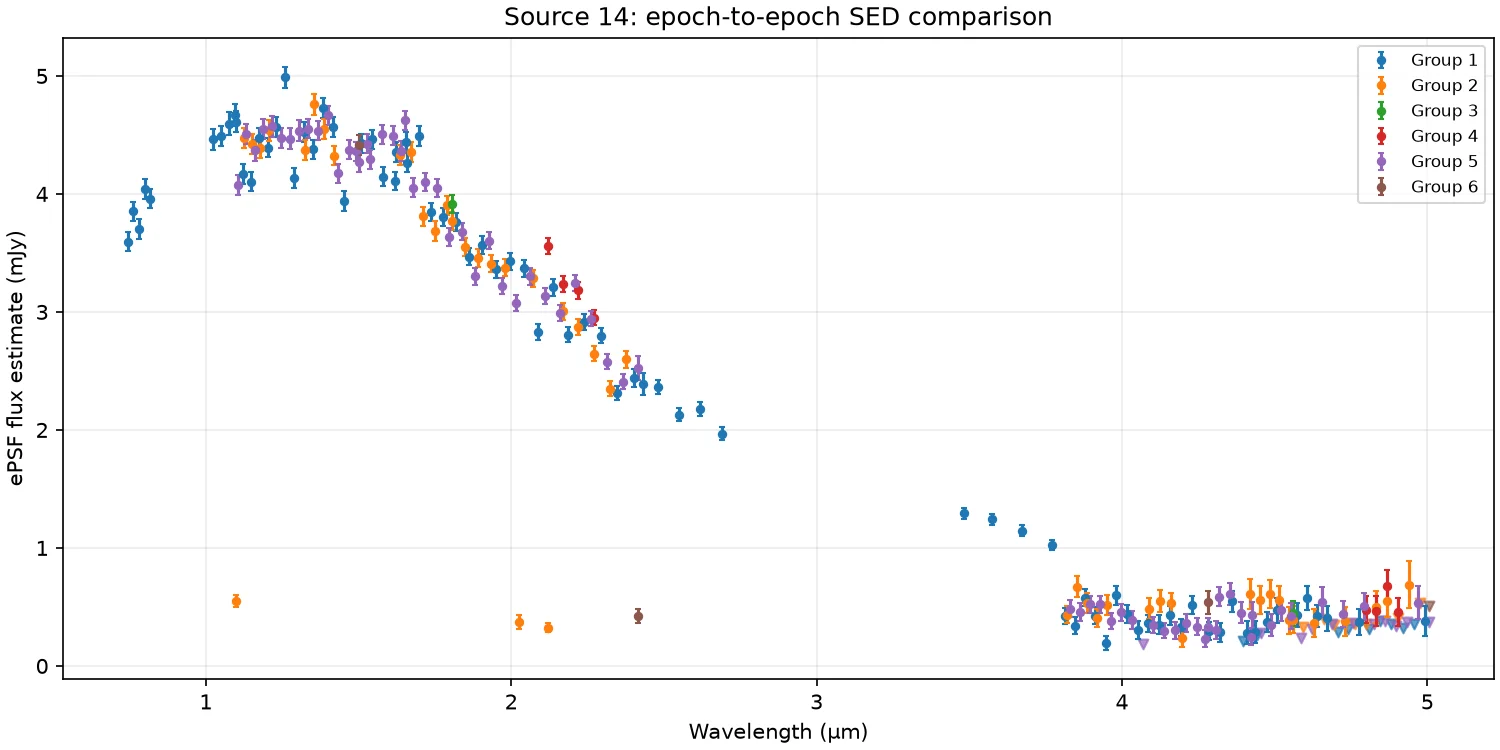 Source 14: epoch-to-epoch SED comparison
ePSF flux estimate (mJy)
5
4
3
2
1
0
Group 1
Group 2
Group 3
Group 4
Group 5
Group 6
1 2 3 4 5
Wavelength (μm)